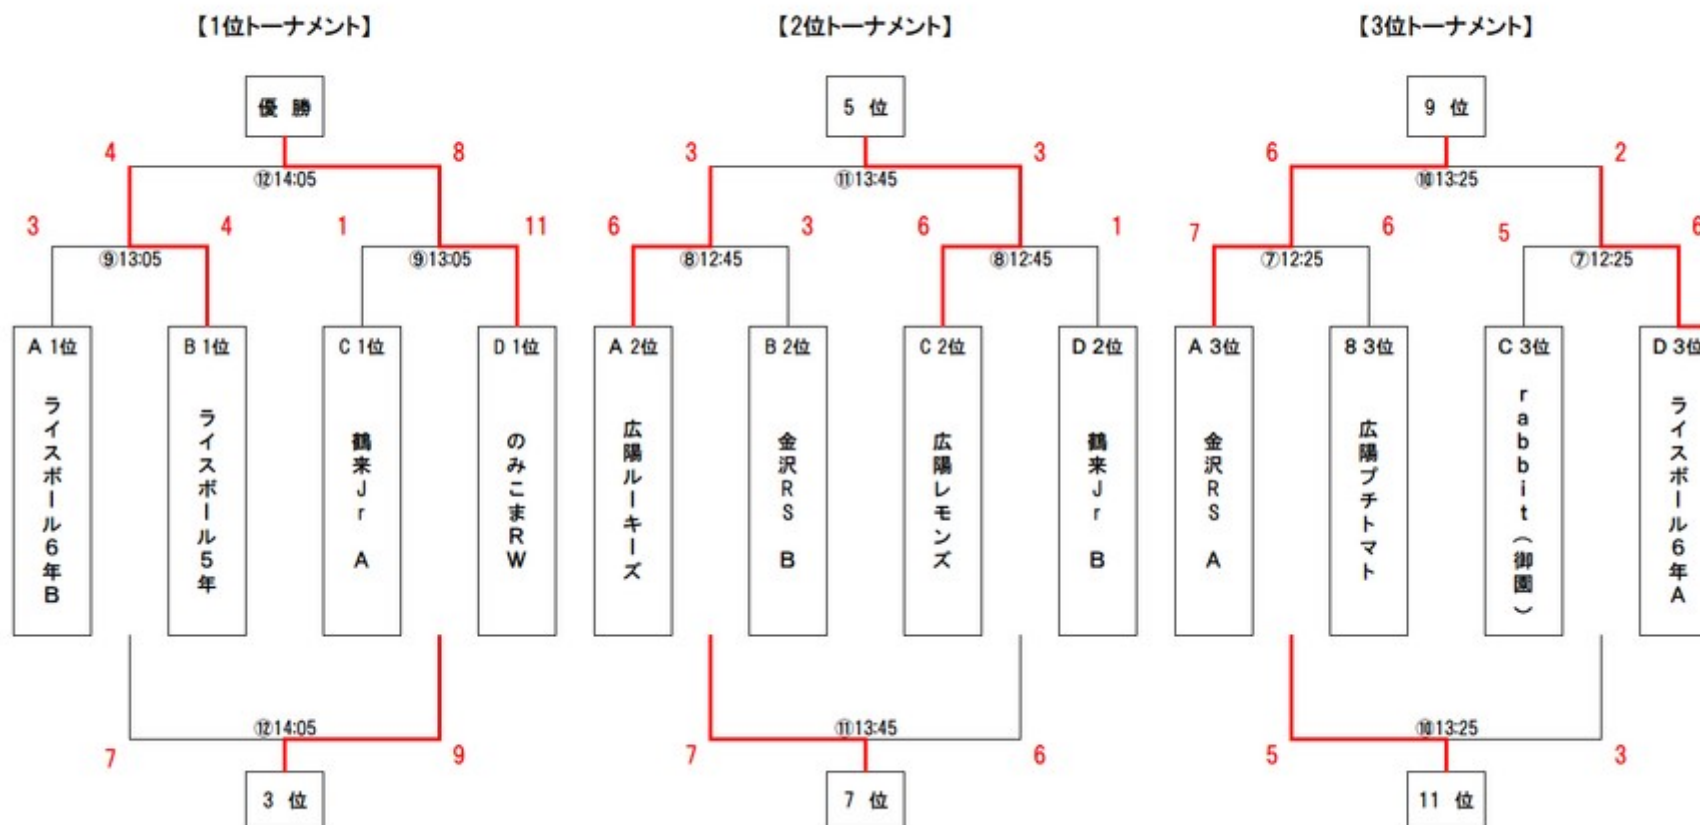 【1位トーナメント】 【2位トーナメント】 【3位トーナメント】
優 勝 5 位 9 位
4 8 3 3 6 2
⑫14:05 ⑪13:45 ⑩13:25
3 4 1 11 6 3 6 1 7 6 5 6
⑨13:05 ⑨13:05 ⑧12:45 ⑧12:45 ⑦12:25 ⑦12:25
A 1位 B 1位 C 1位 D 1位 A 2位 B 2位 C 2位 D 2位 A 3位 8 3位 C 3位 D 3位
ライスボール6年B
ライスボール5年
鶴来Jr A
のみこまRW
広陽ルーキーズ
金沢RS B
広陽レモンズ
鶴来Jr B
金沢RS A
広陽プチトマト
rabbit(御園)
ライスボール6年A
⑫14:05 ⑪13:45 ⑩13:25
7 9 7 6 5 3
3 位 7 位 11 位